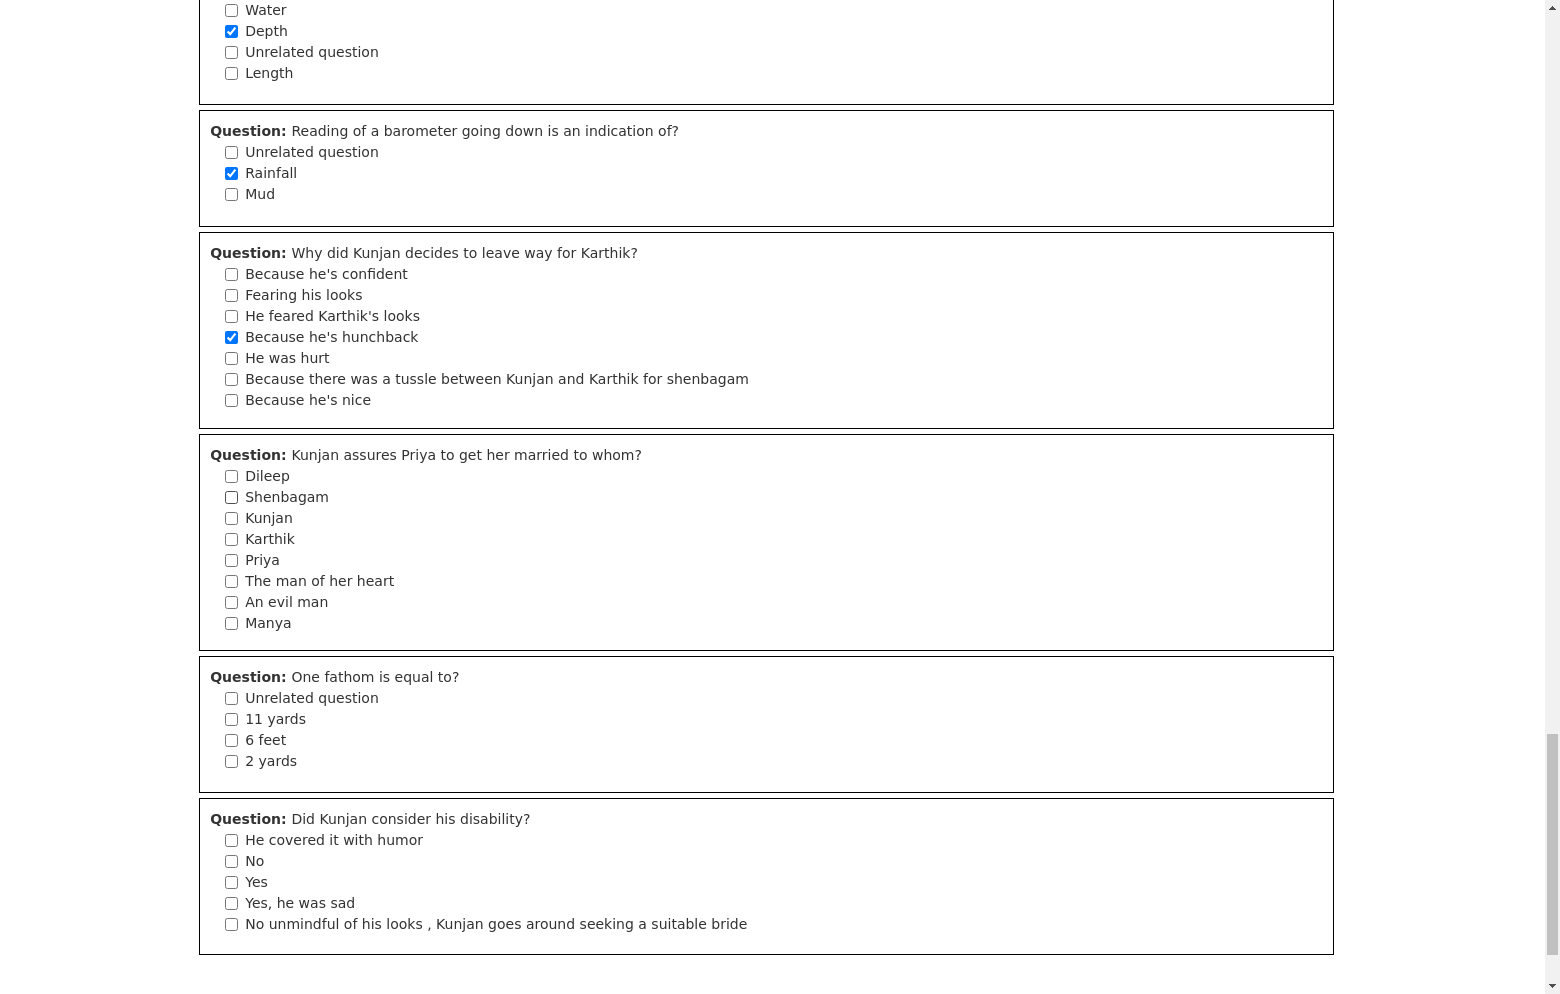 Water
Depth
Unrelated question
Length
Question: Reading of a barometer going down is an indication of?
Unrelated question
Rainfall
Mud
Question: Why did Kunjan decides to leave way for Karthik?
Because he's confident
Fearing his looks
He feared Karthik's looks
Because he's hunchback
He was hurt
Because there was a tussle between Kunjan and Karthik for shenbagam
Because he's nice
Question: Kunjan assures Priya to get her married to whom?
Dileep
Shenbagam
Kunjan
Karthik
Priya
The man of her heart
An evil man
Manya
Question: One fathom is equal to?
Unrelated question
11 yards
6 feet
2 yards
Question: Did Kunjan consider his disability?
He covered it with humor
No
Yes
Yes, he was sad
No unmindful of his looks , Kunjan goes around seeking a suitable bride